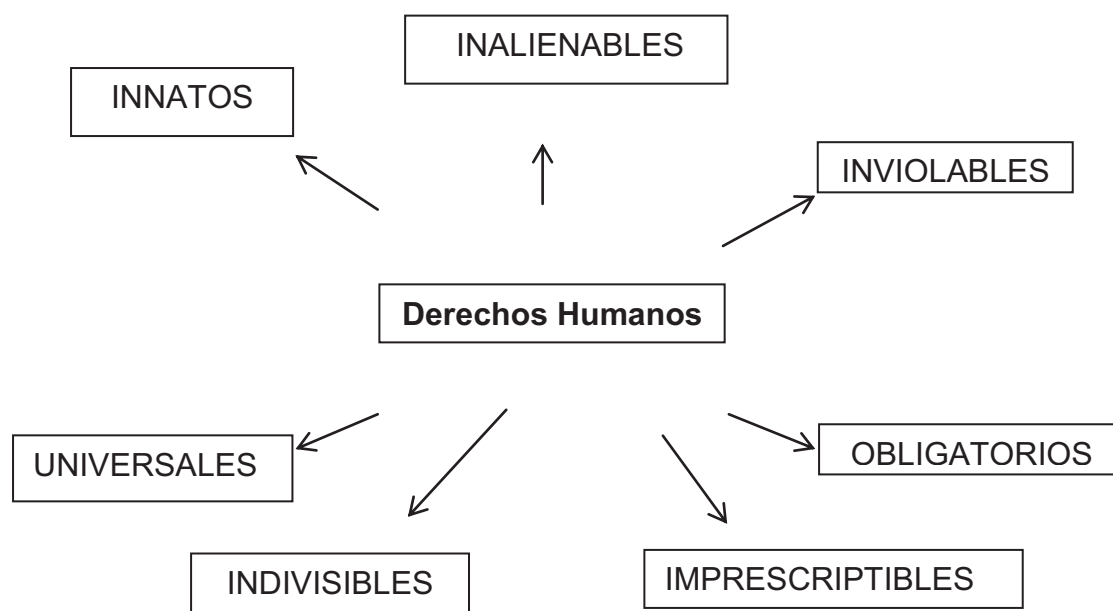 INALIENABLES
INNATOS
INVIOLABLES
Derechos Humanos
UNIVERSALES
OBLIGATORIOS
INDIVISIBLES
IMPRESCRIPTIBLES